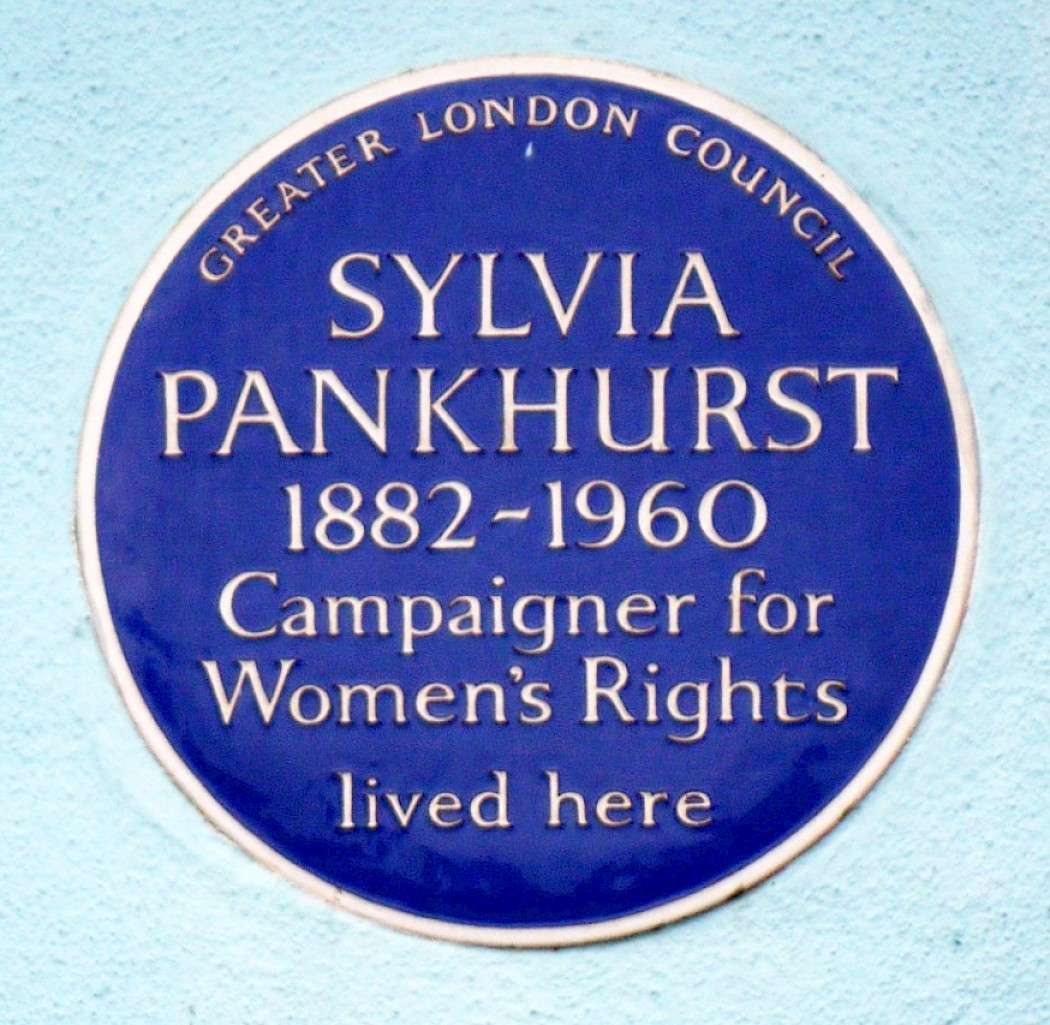 GREATER LONDON COUNCIL
SYLVIA
PANKHURST
1882~1960
Campaigner for
Women's Rights
lived here